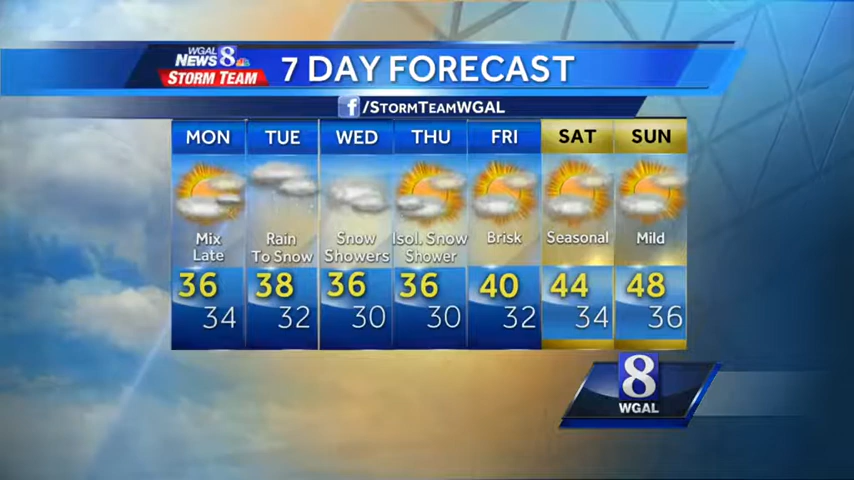 WGAL
NEWS 8
STORM TEAM
7 DAY FORECAST
f/STORMTEAMWGAL
MON TUE WED THU FRI SAT SUN
Mix Late
Rain To Snow
Snow Showers
Isol. Snow Shower
Brisk
Seasonal
Mild
36 38 36 36 40 44 48
34 32 30 30 32 34 36
8
WGAL